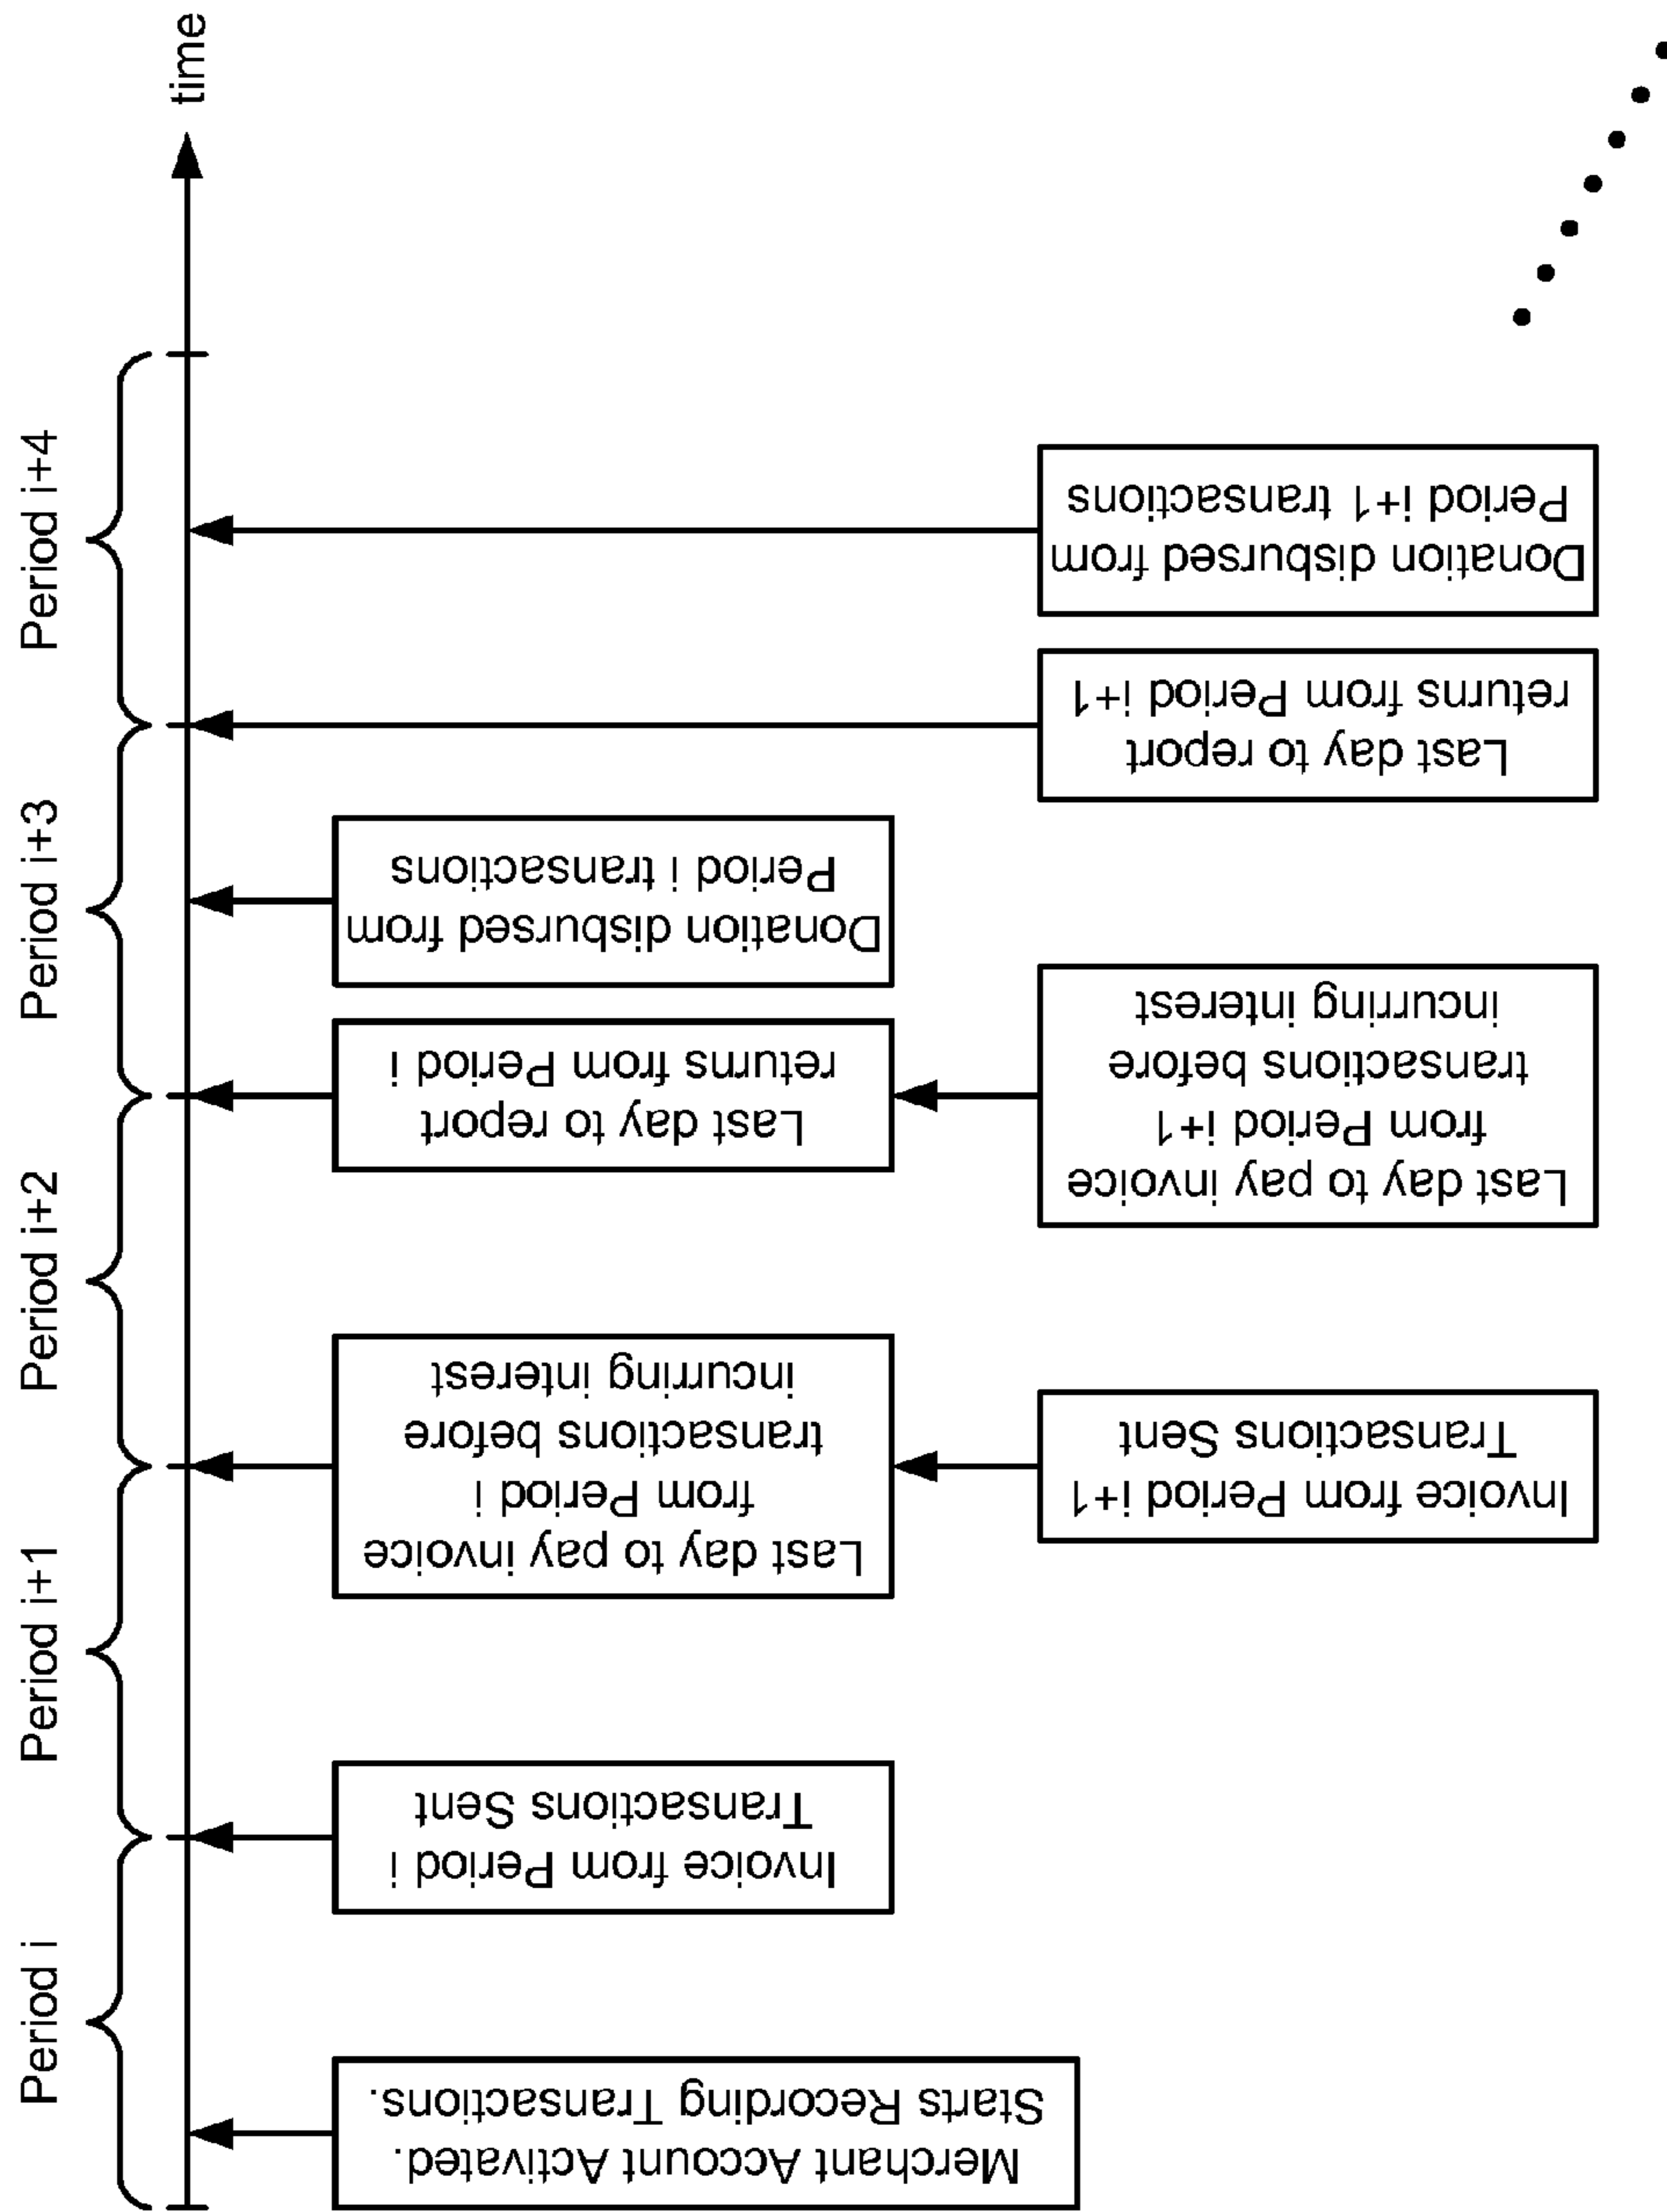 Period i
Period i+1
Period i+2
Period i+3
Period i+4
time
Merchant Account Activated.
Starts Recording Transactions.
Invoice from Period i
Transactions Sent
Last day to pay invoice
from Period i
transactions before
incurring interest
Last day to report
returns from Period i
Donation disbursed from
Period i transactions
Invoice from Period i+1
Transactions Sent
Last day to pay invoice
from Period i+1
transactions before
incurring interest
Last day to report
returns from Period i+1
Donation disbursed from
Period i+1 transactions